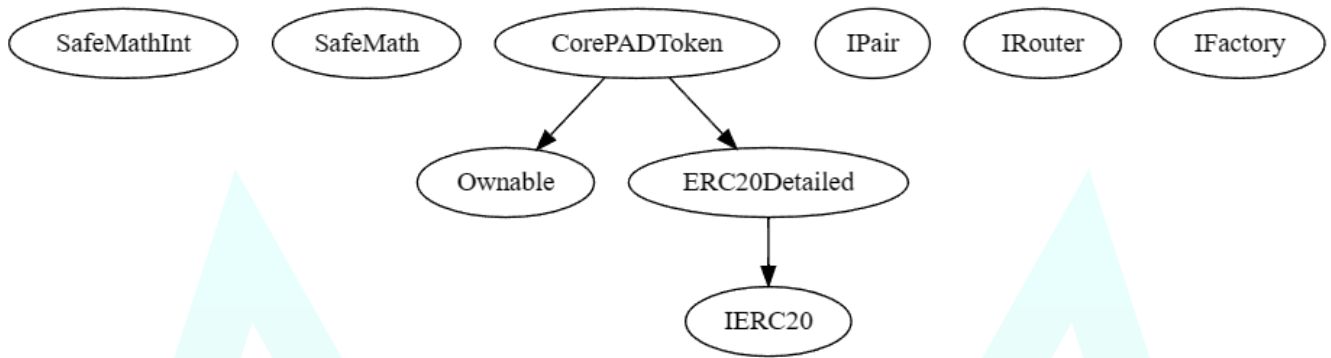 SafeMathInt
SafeMath
CorePADToken
IPair
IRouter
IFactory
Ownable
ERC20Detailed
IERC20